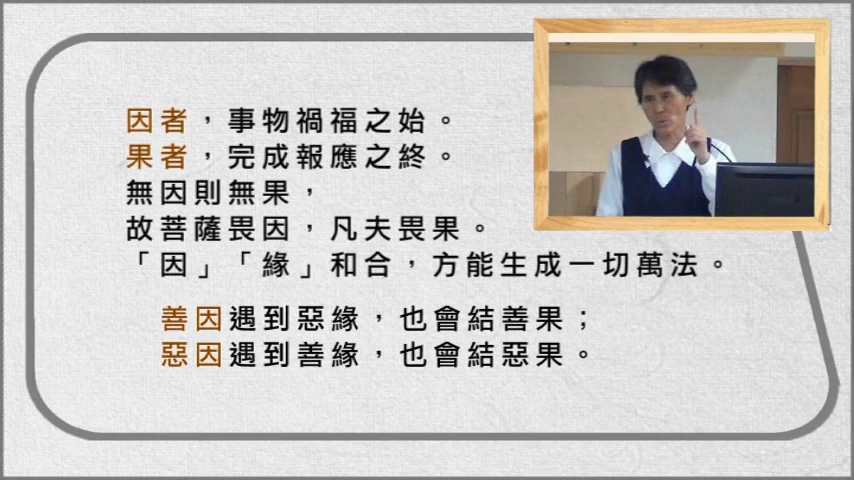 因者，事物禍福之始。
果者，完成報應之終。
無因則無果，
故菩薩畏因，凡夫畏果。
「因」「緣」和合，方能生成一切萬法。
善因遇到惡緣，也會結善果；
惡因遇到善緣，也會結惡果。